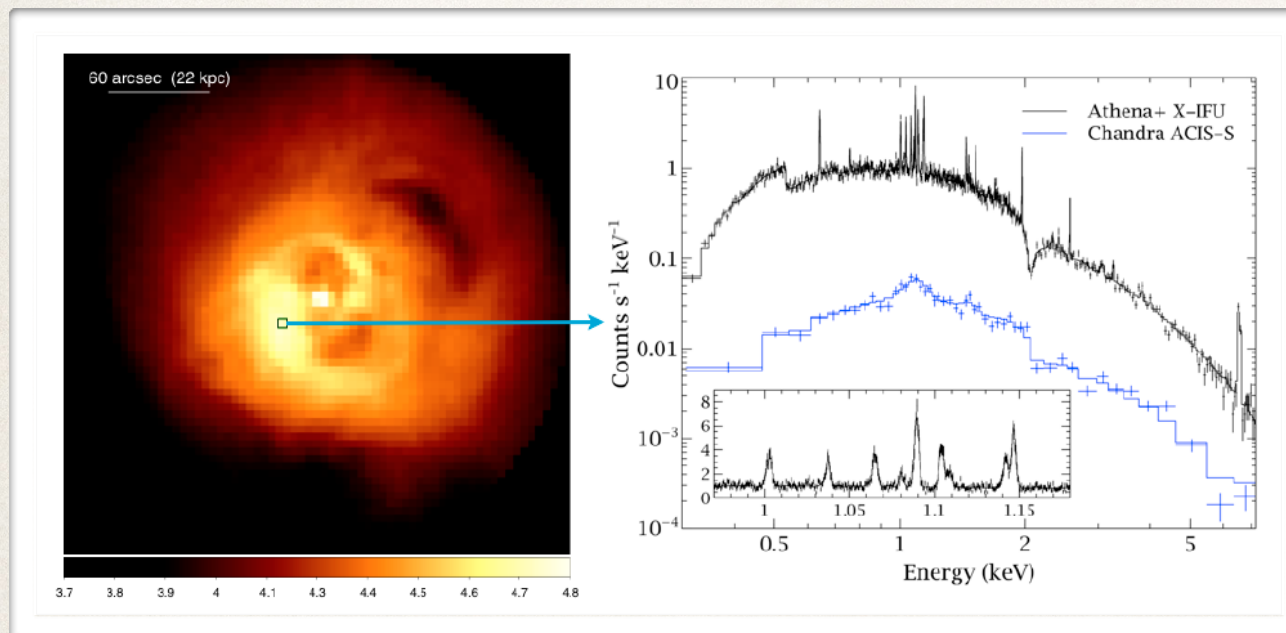 60 arcsec (22 kpc)
3.7 3.8 3.9 4 4.1 4.3 4.4 4.5 4.6 4.7 4.8
Counts s⁻¹ keV⁻¹
10
1
0.1
0.01
10⁻³
10⁻⁴
Athena+ X-IFU
Chandra ACIS-S
8
6
4
2
0
1 1.05 1.1 1.15
0.5 1 2 5
Energy (keV)